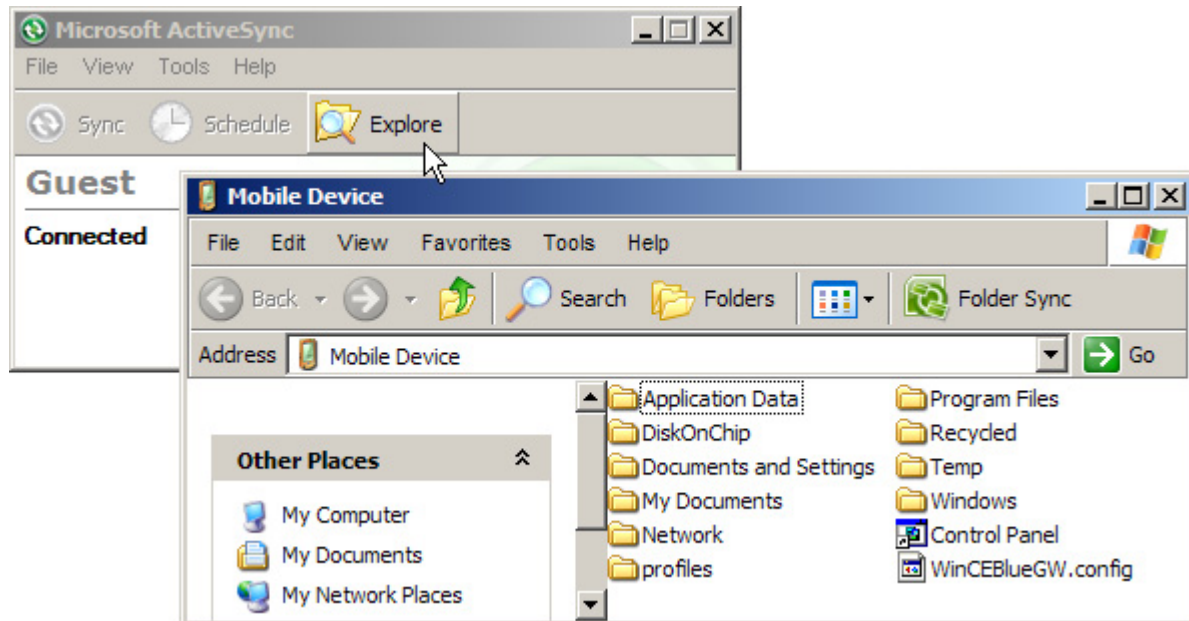 Microsoft ActiveSync
File View Tools Help
Sync Schedule Explore
Guest
Connected
Mobile Device
File Edit View Favorites Tools Help
Back Search Folders Folder Sync
Address Mobile Device Go
Other Places
My Computer
My Documents
My Network Places
Application Data Program Files
DiskOnChip Recycled
Documents and Settings Temp
My Documents Windows
Network Control Panel
profiles WinCEBlueGW.config